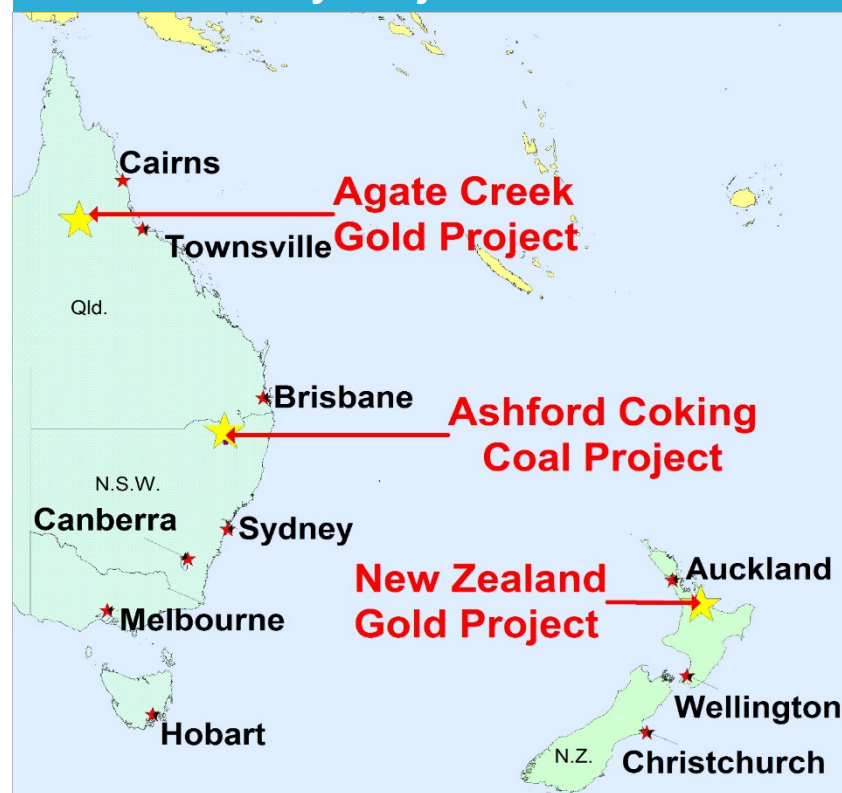 Cairns
Agate Creek
Gold Project
Townsville
Qld.
Brisbane
Ashford Coking
Coal Project
N.S.W.
Canberra
Sydney
New Zealand
Gold Project
Auckland
Melbourne
Wellington
Hobart
N.Z.
Christchurch